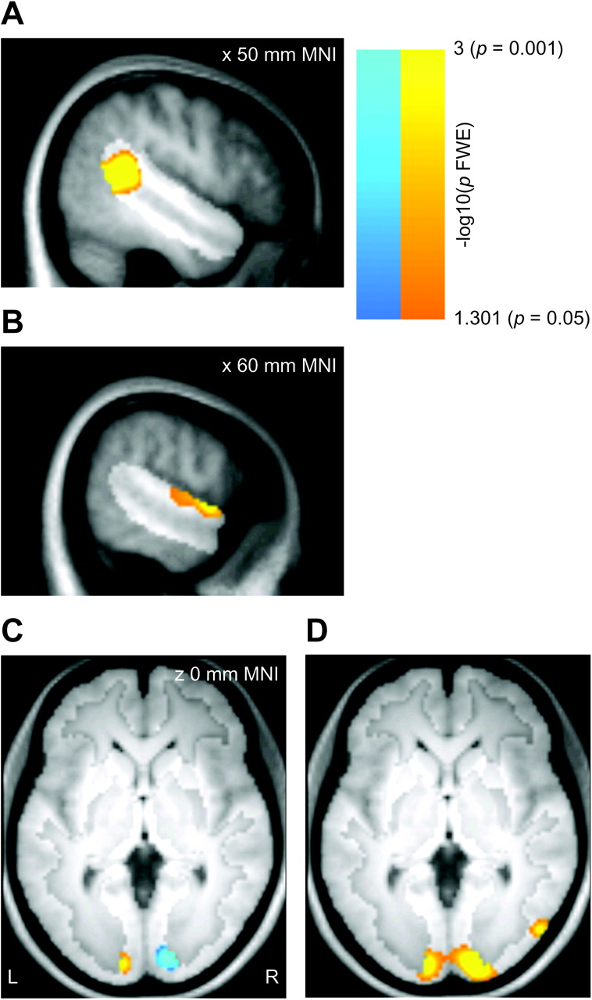 A
x 50 mm MNI
3 (p = 0.001)
-log10(p FWE)
1.301 (p = 0.05)
B
x 60 mm MNI
C
D
z 0 mm MNI
L
R